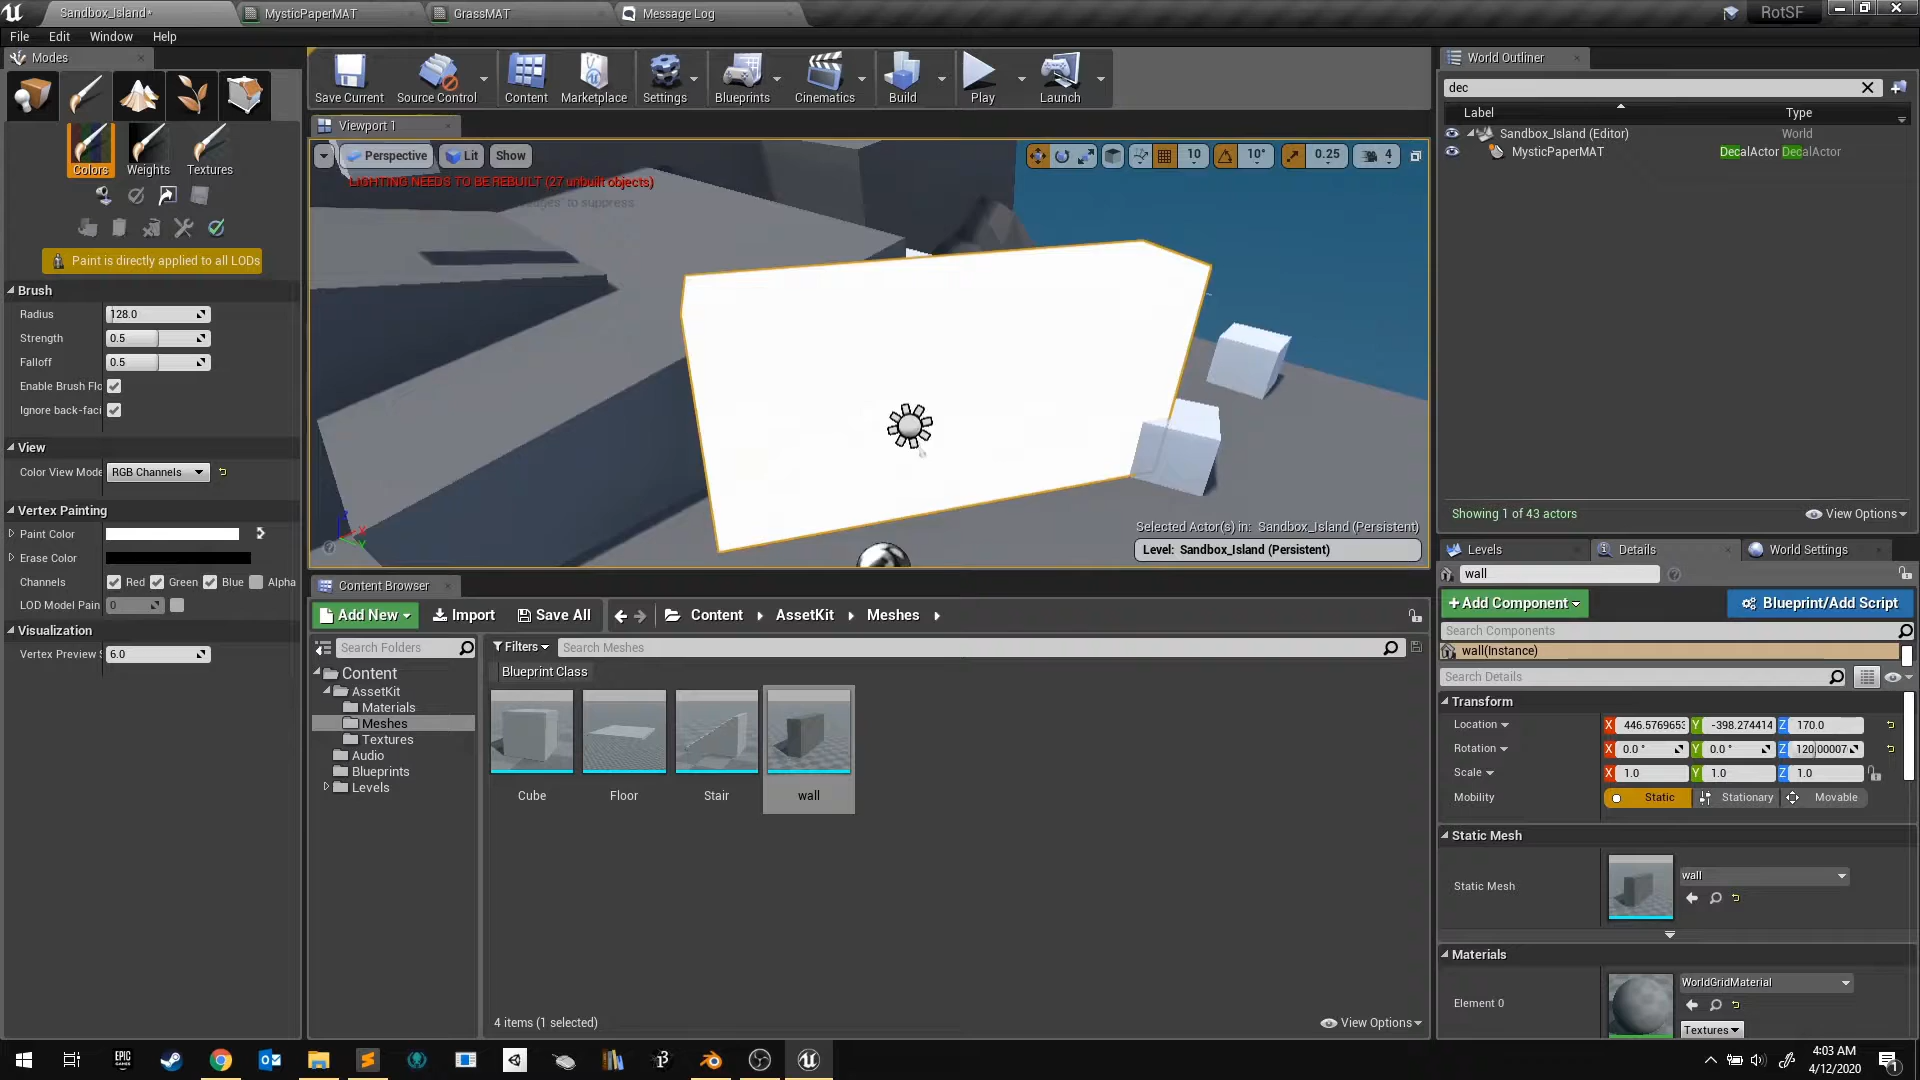 Sandbox_Island*
MysticPaperMAT
GrassMAT
Message Log
RotSF
File
Edit
Window
Help
Modes
Colors
Weights
Textures
Paint is directly applied to all LODs
Brush
Radius
128.0
Strength
0.5
Falloff
0.5
Enable Brush Flo
Ignore back-faci
View
Color View Mode
RGB Channels
Vertex Painting
Paint Color
Erase Color
Channels
Red
Green
Blue
Alpha
LOD Model Pain
0
Visualization
Vertex Preview S
6.0
Save Current
Source Control
Content
Marketplace
Settings
Blueprints
Cinematics
Build
Play
Launch
Viewport 1
Perspective
Lit
Show
10
10°
0.25
4
LIGHTING NEEDS TO BE REBUILT (27 unbuilt objects)
to suppress
Selected Actor(s) in: Sandbox_Island (Persistent)
Level: Sandbox_Island (Persistent)
Content Browser
Add New
Import
Save All
Content
AssetKit
Meshes
Search Folders
Filters
Search Meshes
Blueprint Class
Content
AssetKit
Materials
Meshes
Textures
Audio
Blueprints
Levels
Cube
Floor
Stair
wall
4 items (1 selected)
View Options
World Outliner
dec
Label
Type
Sandbox_Island (Editor)
World
MysticPaperMAT
DecalActor DecalActor
Showing 1 of 43 actors
View Options
Levels
Details
World Settings
wall
+Add Component
Blueprint/Add Script
Search Components
wall(Instance)
Search Details
Transform
Location
X 446.5769653
Y -398.274414
Z 170.0
Rotation
X 0.0 °
Y 0.0 °
Z 120.00007
Scale
X 1.0
Y 1.0
Z 1.0
Mobility
Static
Stationary
Movable
Static Mesh
Static Mesh
wall
Materials
Element 0
WorldGridMaterial
Textures
EPIC GAMES
4:03 AM
4/12/2020